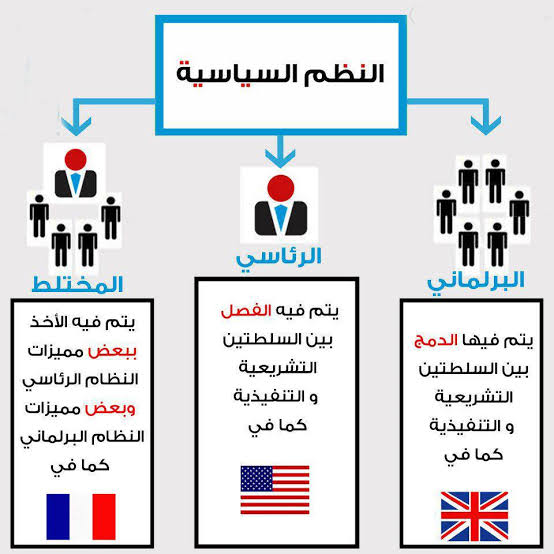 النظم السياسية
البرلماني
يتم فيها الدمج
بين السلطتين
التشريعية
و التنفيذية
كما في
الرئاسي
يتم فيه الفصل
بين السلطتين
التشريعية
و التنفيذية
كما في
المختلط
يتم فيه الأخذ
ببعض مميزات
النظام الرئاسي
وبعض مميزات
النظام البرلماني
كما في